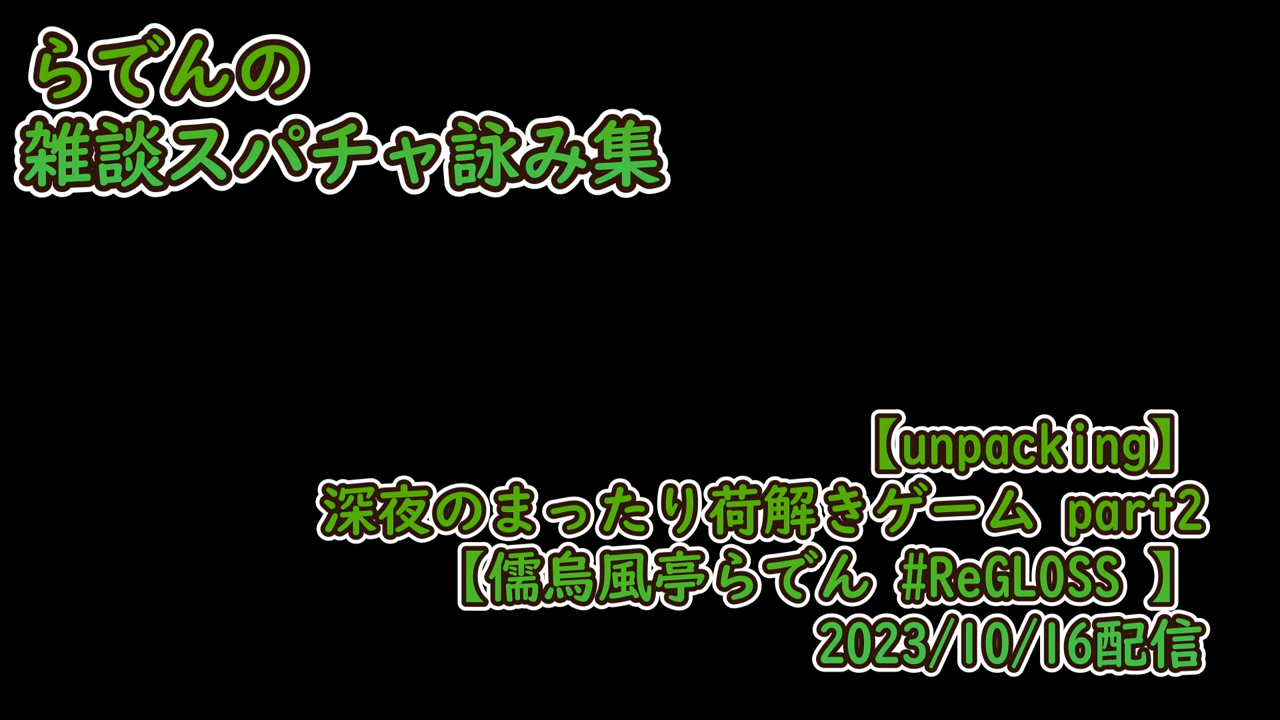 らでんの
雑談スパチャ詠み集
【unpacking】
深夜のまったり荷解きゲーム part2
【儒烏風亭らでん #ReGLOSS 】
2023/10/16配信